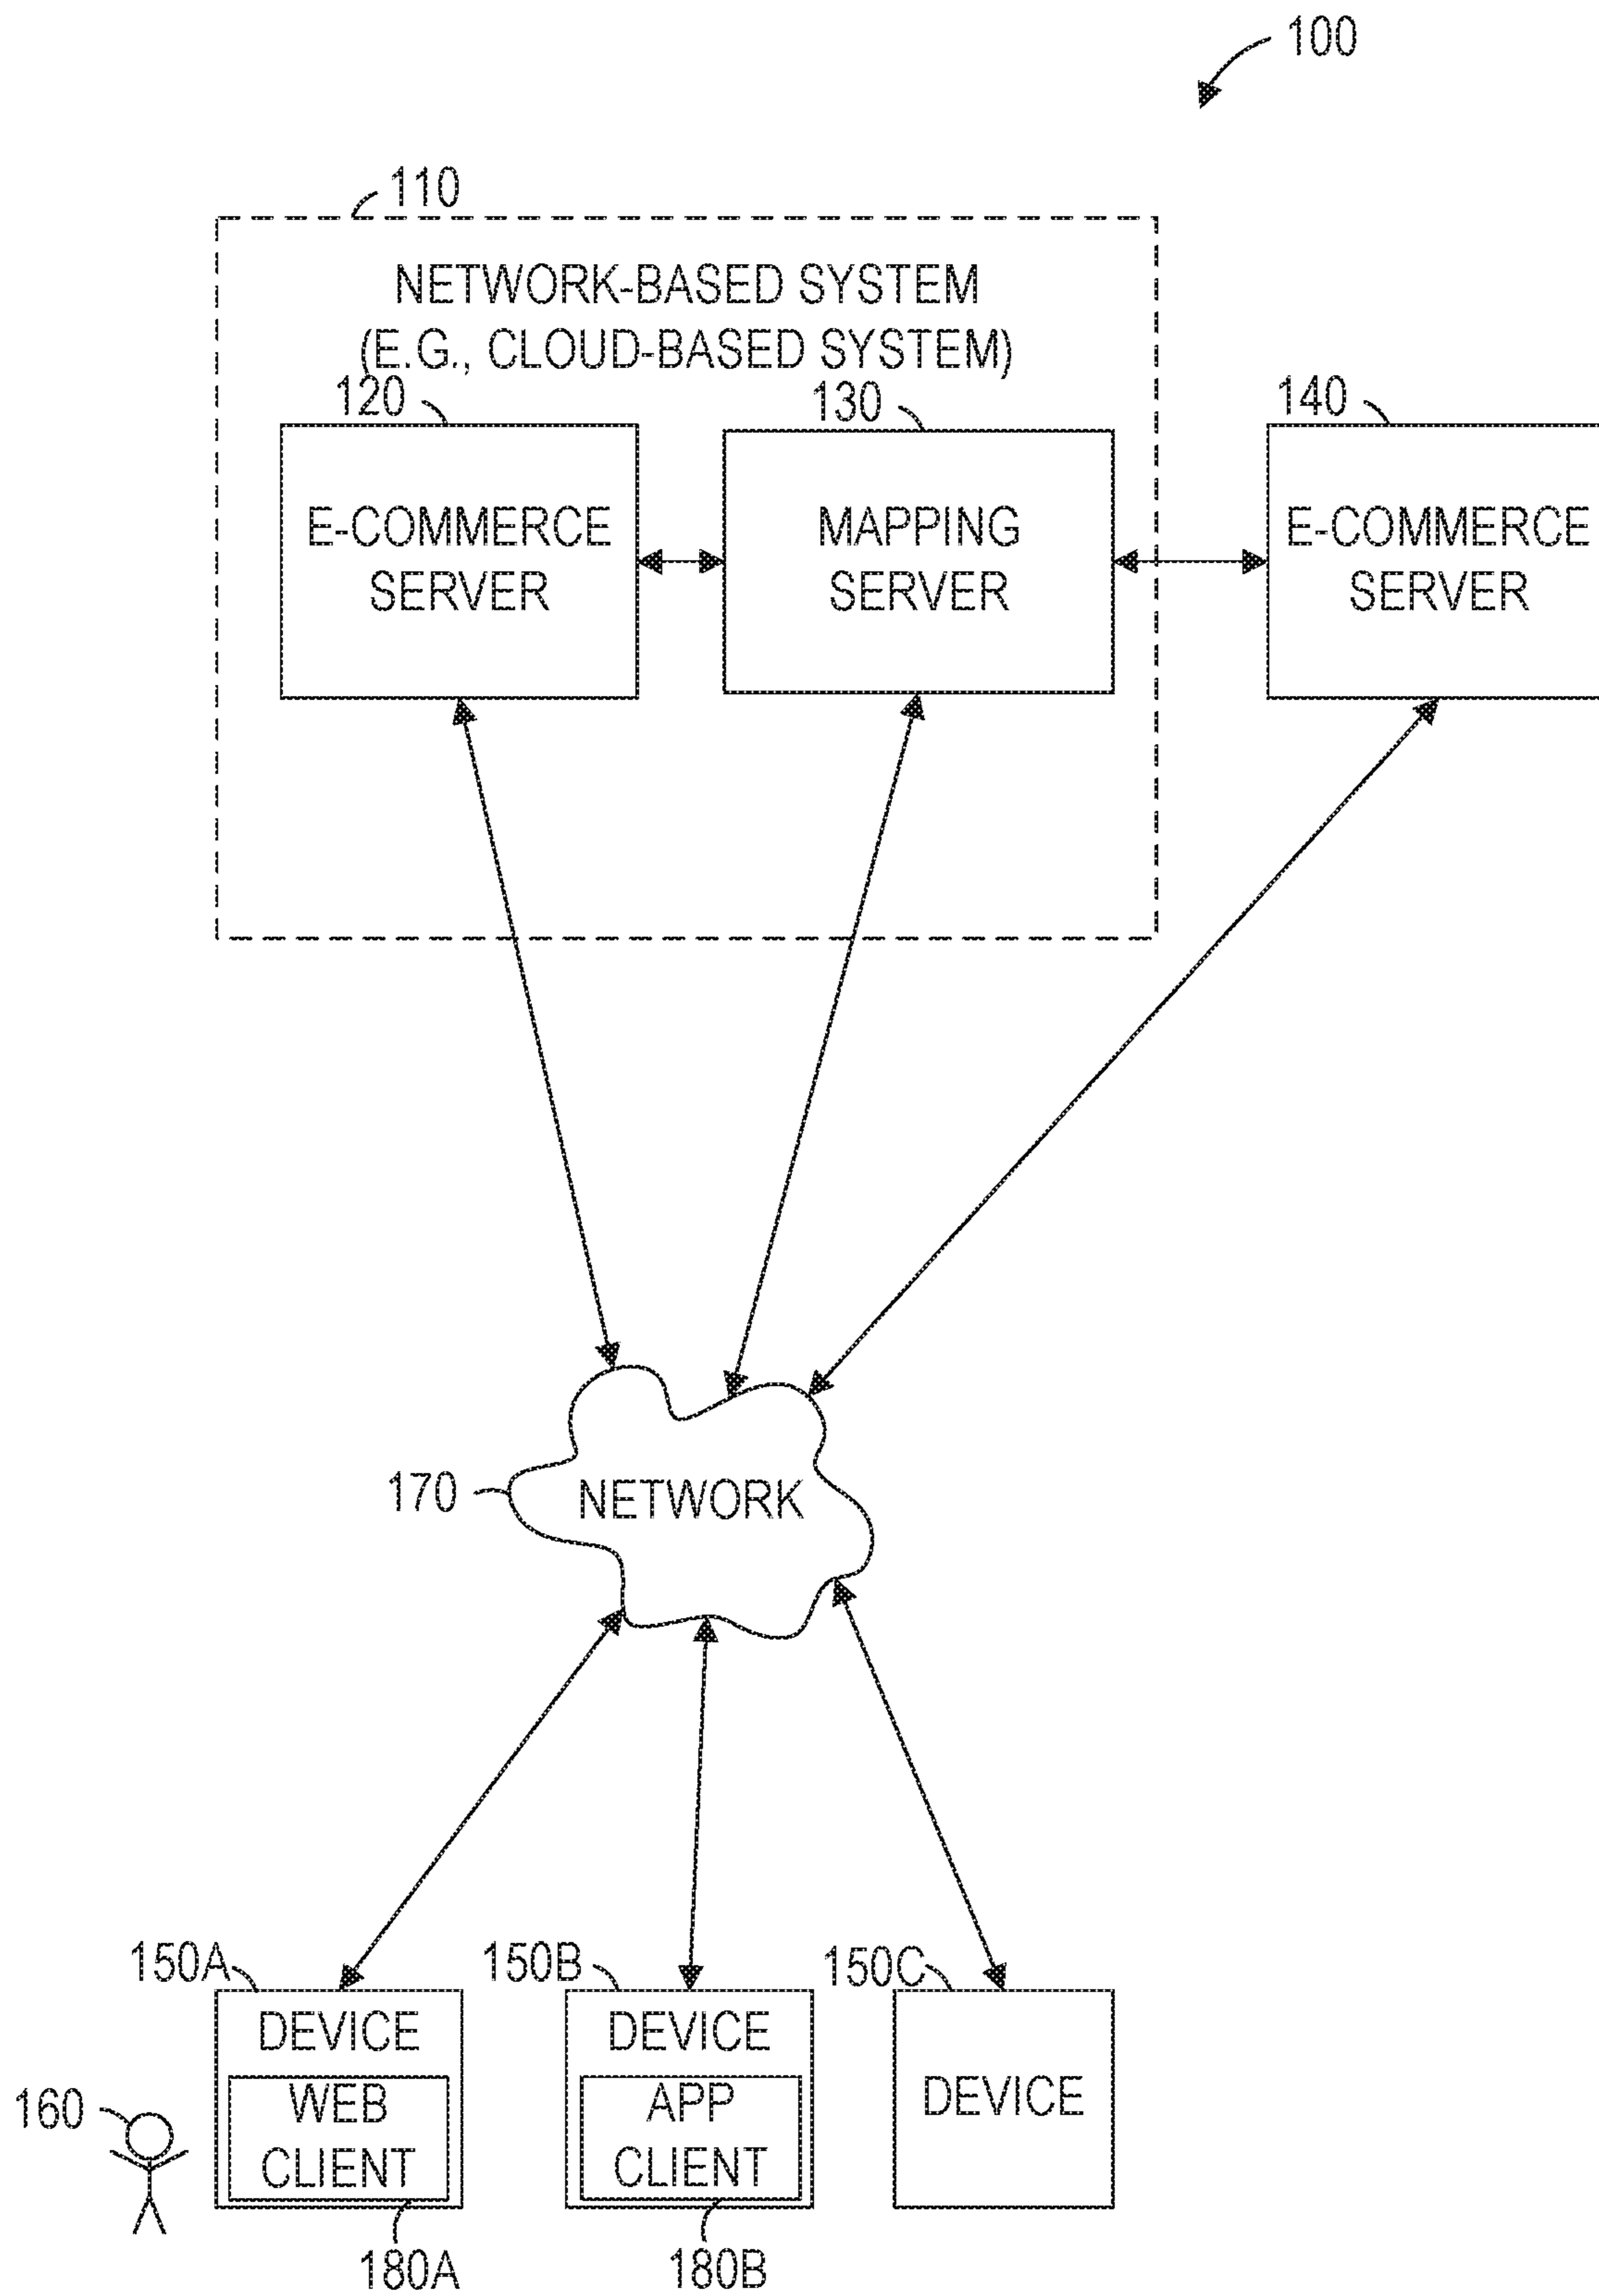 100
110
NETWORK-BASED SYSTEM
(E.G., CLOUD-BASED SYSTEM)
120
130
140
E-COMMERCE
SERVER
MAPPING
SERVER
E-COMMERCE
SERVER
170
NETWORK
150A
150B
150C
DEVICE
WEB
CLIENT
DEVICE
APP
CLIENT
DEVICE
160
180A
180B